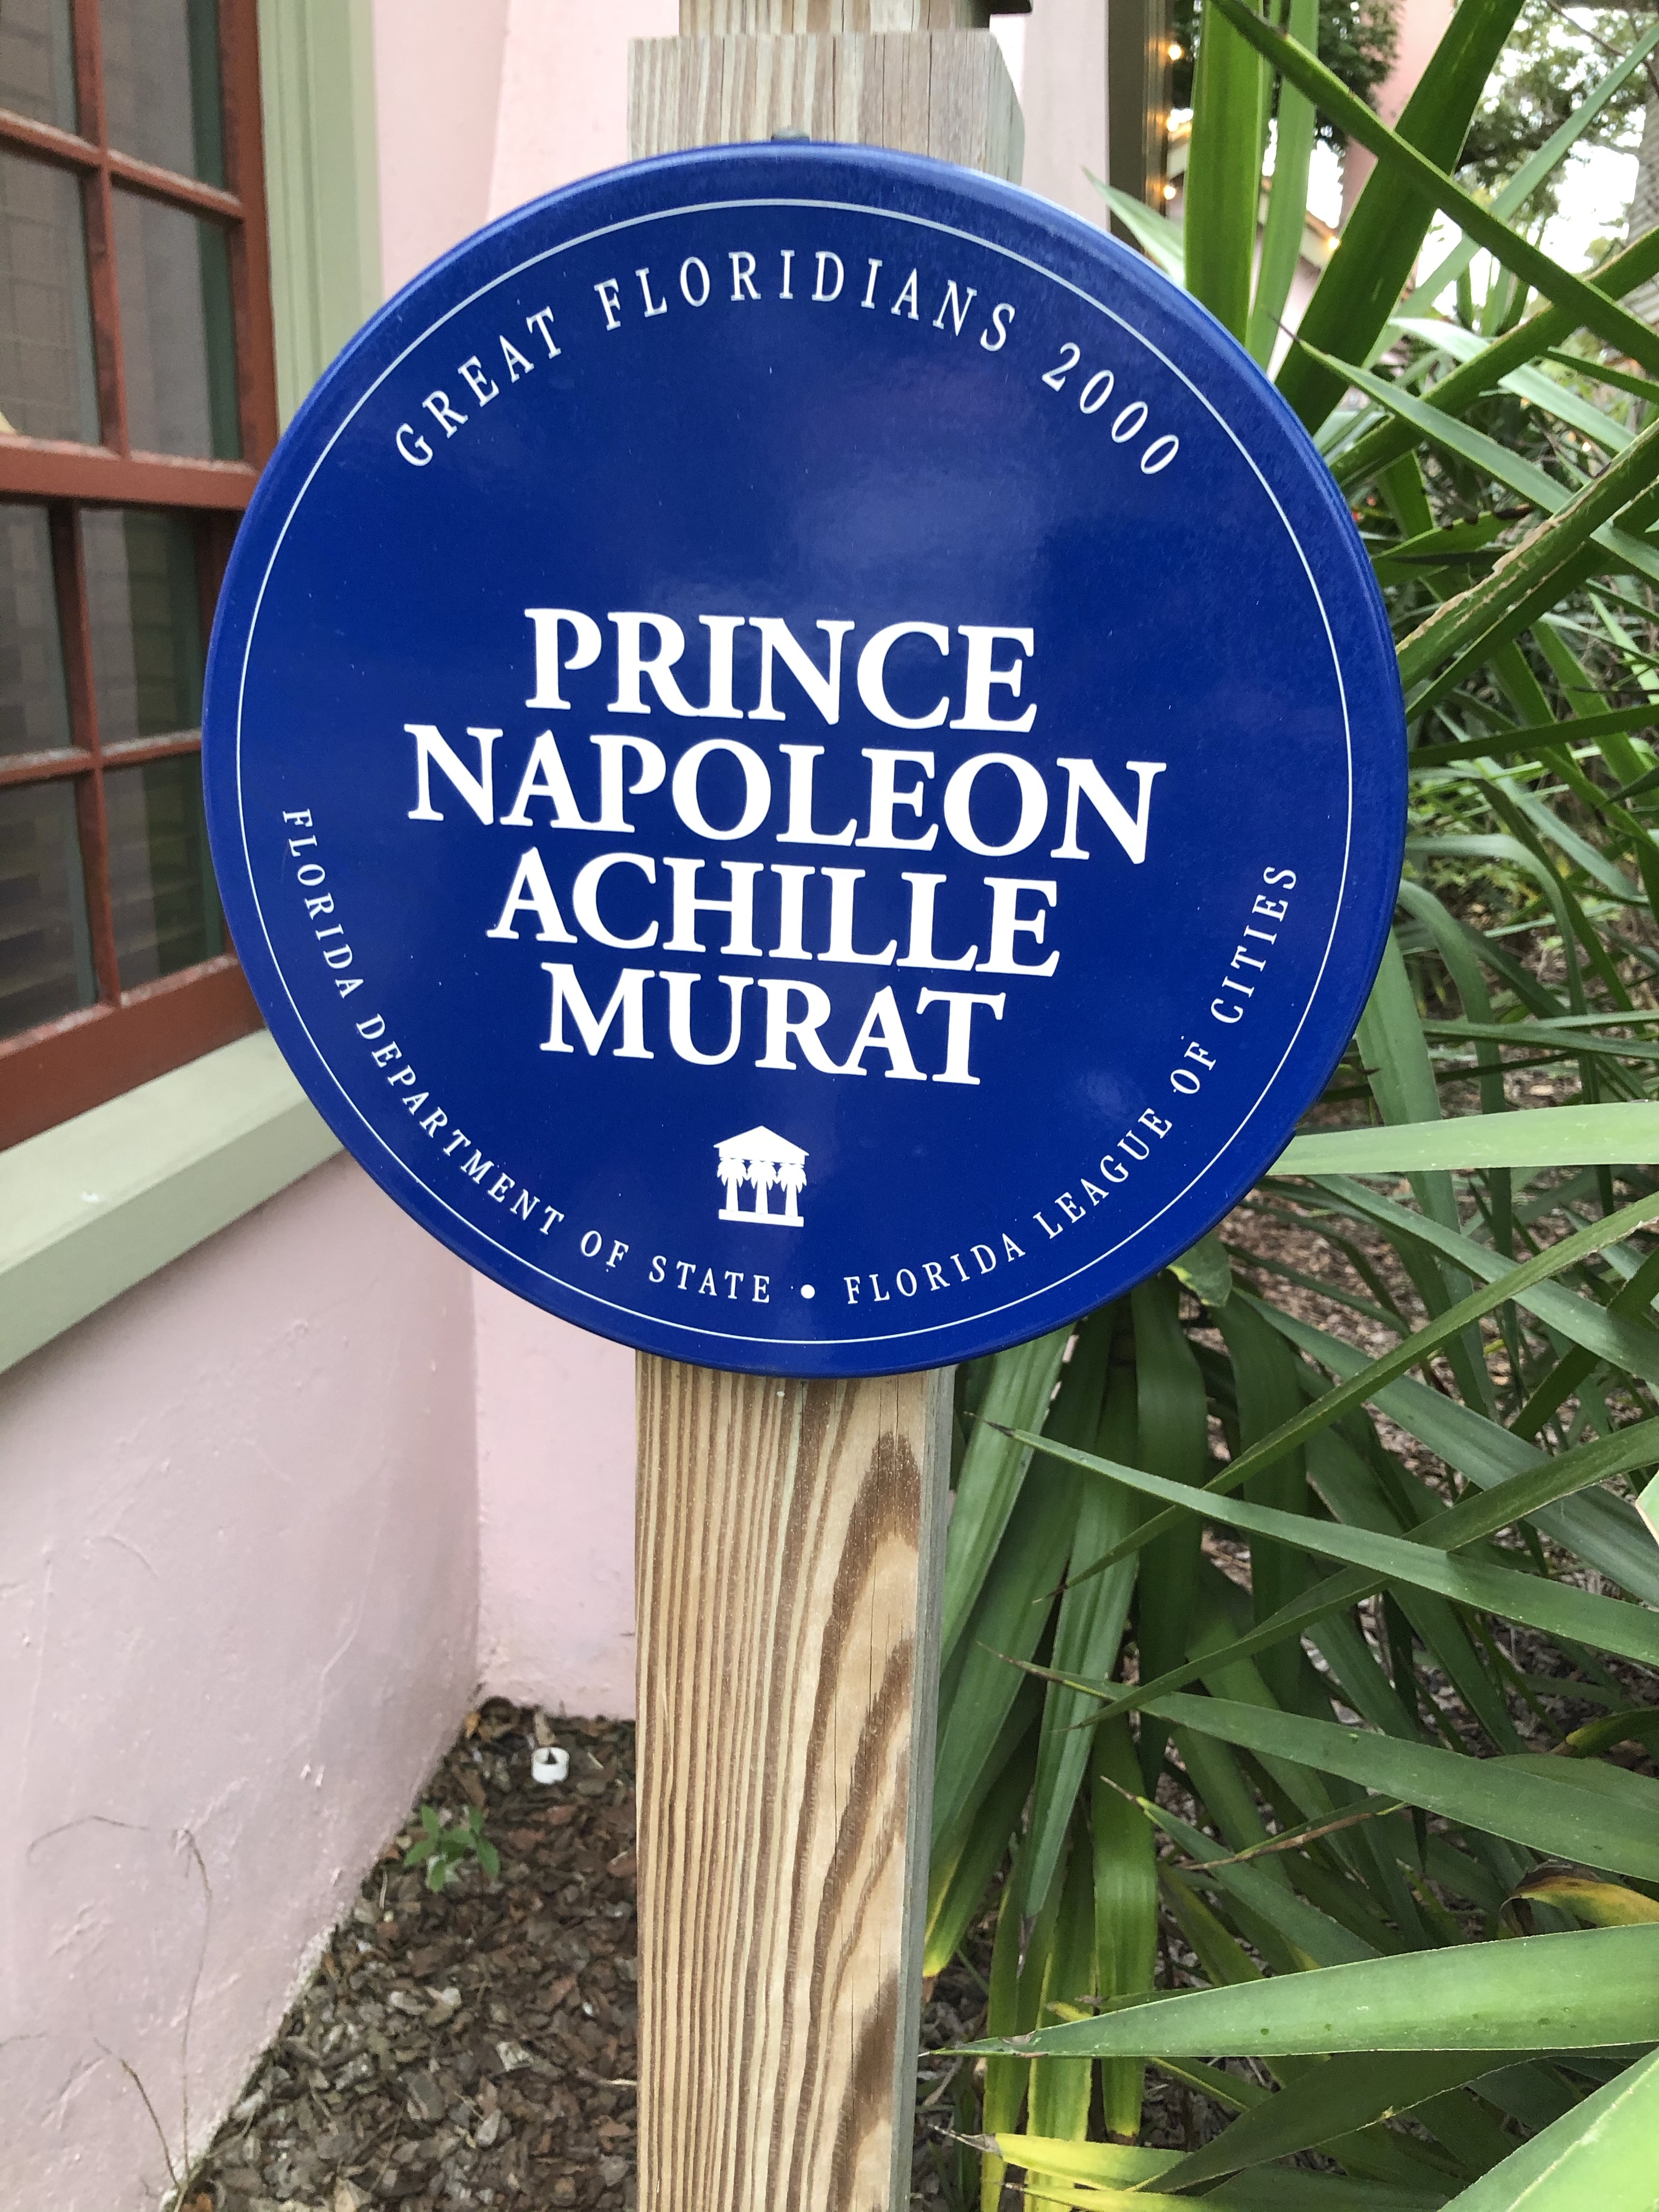 GREAT FLORIDIANS 2000
PRINCE
NAPOLEON
ACHILLE
MURAT
FLORIDA DEPARTMENT OF STATE • FLORIDA LEAGUE OF CITIES